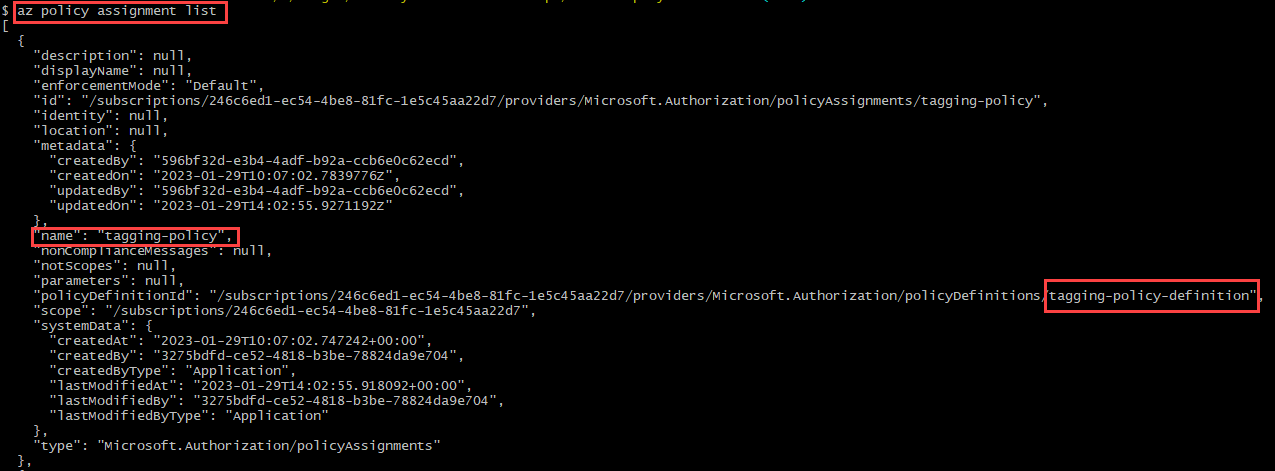 $ az policy assignment list
[
  {
    "description": null,
    "displayName": null,
    "enforcementMode": "Default",
    "id": "/subscriptions/246c6ed1-ec54-4be8-81fc-1e5c45aa22d7/providers/Microsoft.Authorization/policyAssignments/tagging-policy",
    "identity": null,
    "location": null,
    "metadata": {
      "createdBy": "596bf32d-e3b4-4adf-b92a-ccb6e0c62ecd",
      "createdOn": "2023-01-29T10:07:02.7839776Z",
      "updatedBy": "596bf32d-e3b4-4adf-b92a-ccb6e0c62ecd",
      "updatedOn": "2023-01-29T14:02:55.9271192Z"
    },
    "name": "tagging-policy",
    "nonComplianceMessages": null,
    "notScopes": null,
    "parameters": null,
    "policyDefinitionId": "/subscriptions/246c6ed1-ec54-4be8-81fc-1e5c45aa22d7/providers/Microsoft.Authorization/policyDefinitions/tagging-policy-definition",
    "scope": "/subscriptions/246c6ed1-ec54-4be8-81fc-1e5c45aa22d7",
    "systemData": {
      "createdAt": "2023-01-29T10:07:02.747242+00:00",
      "createdBy": "3275bdfd-ce52-4818-b3be-78824da9e704",
      "createdByType": "Application",
      "lastModifiedAt": "2023-01-29T14:02:55.918092+00:00",
      "lastModifiedBy": "3275bdfd-ce52-4818-b3be-78824da9e704",
      "lastModifiedByType": "Application"
    },
    "type": "Microsoft.Authorization/policyAssignments"
  },